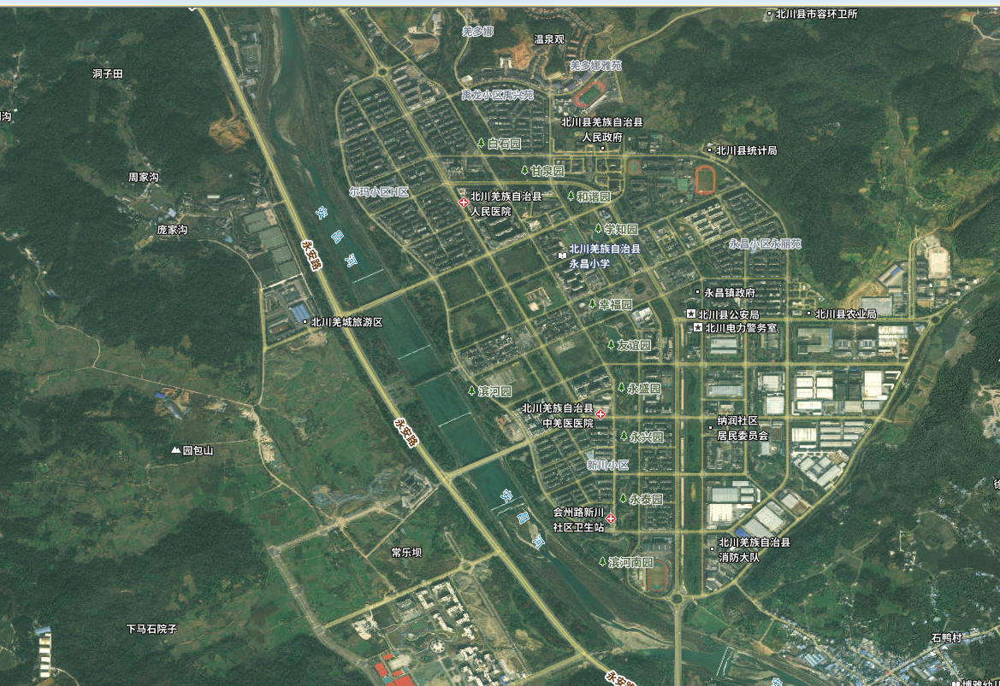 北川县市容环卫所
羌多娜
温泉观
羌多娜雅苑
洞子田
禹龙小区禹兴苑
沟
北川县羌族自治县
人民政府
白石园
北川县统计局
甘泉园
周家沟
尔玛小区H区
北川羌族自治县
人民医院
和谐园
安
昌
河
庞家沟
学知园
永昌小区永丽苑
永安路
北川羌族自治县
永昌小学
永昌镇政府
幸福园
北川县公安局
北川县农业局
北川羌城旅游区
北川电力警务室
友谊园
滨河园
永盛园
北川羌族自治县
中羌医医院
纳润社区
居民委员会
永安路
永兴园
园包山
新川小区
安
昌
河
永泰园
会州路新川
社区卫生站
北川羌族自治县
消防大队
常乐坝
滨河南园
下马石院子
石鸭村
永安路